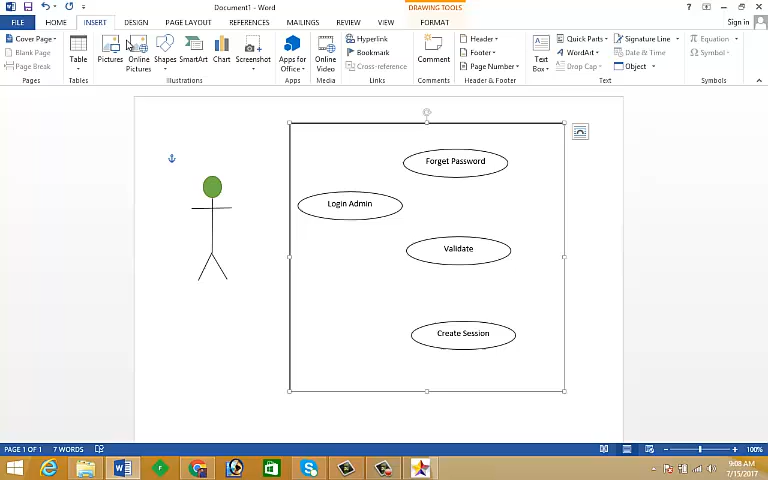 Document1 - Word
DRAWING TOOLS
Sign in
FILE HOME INSERT DESIGN PAGE LAYOUT REFERENCES MAILINGS REVIEW VIEW FORMAT
Cover Page
Blank Page
Page Break
Pages
Table
Tables
Pictures
Online Pictures
Shapes
SmartArt
Chart
Screenshot
Illustrations
Apps for Office
Apps
Online Video
Media
Hyperlink
Bookmark
Cross-reference
Links
Comment
Comments
Header
Footer
Page Number
Header & Footer
Text Box
Quick Parts
WordArt
Drop Cap
Signature Line
Date & Time
Object
Text
Equation
Symbol
Symbols
Forget Password
Login Admin
Validate
Create Session
PAGE 1 OF 1 7 WORDS
100%
9:08 AM
7/15/2017